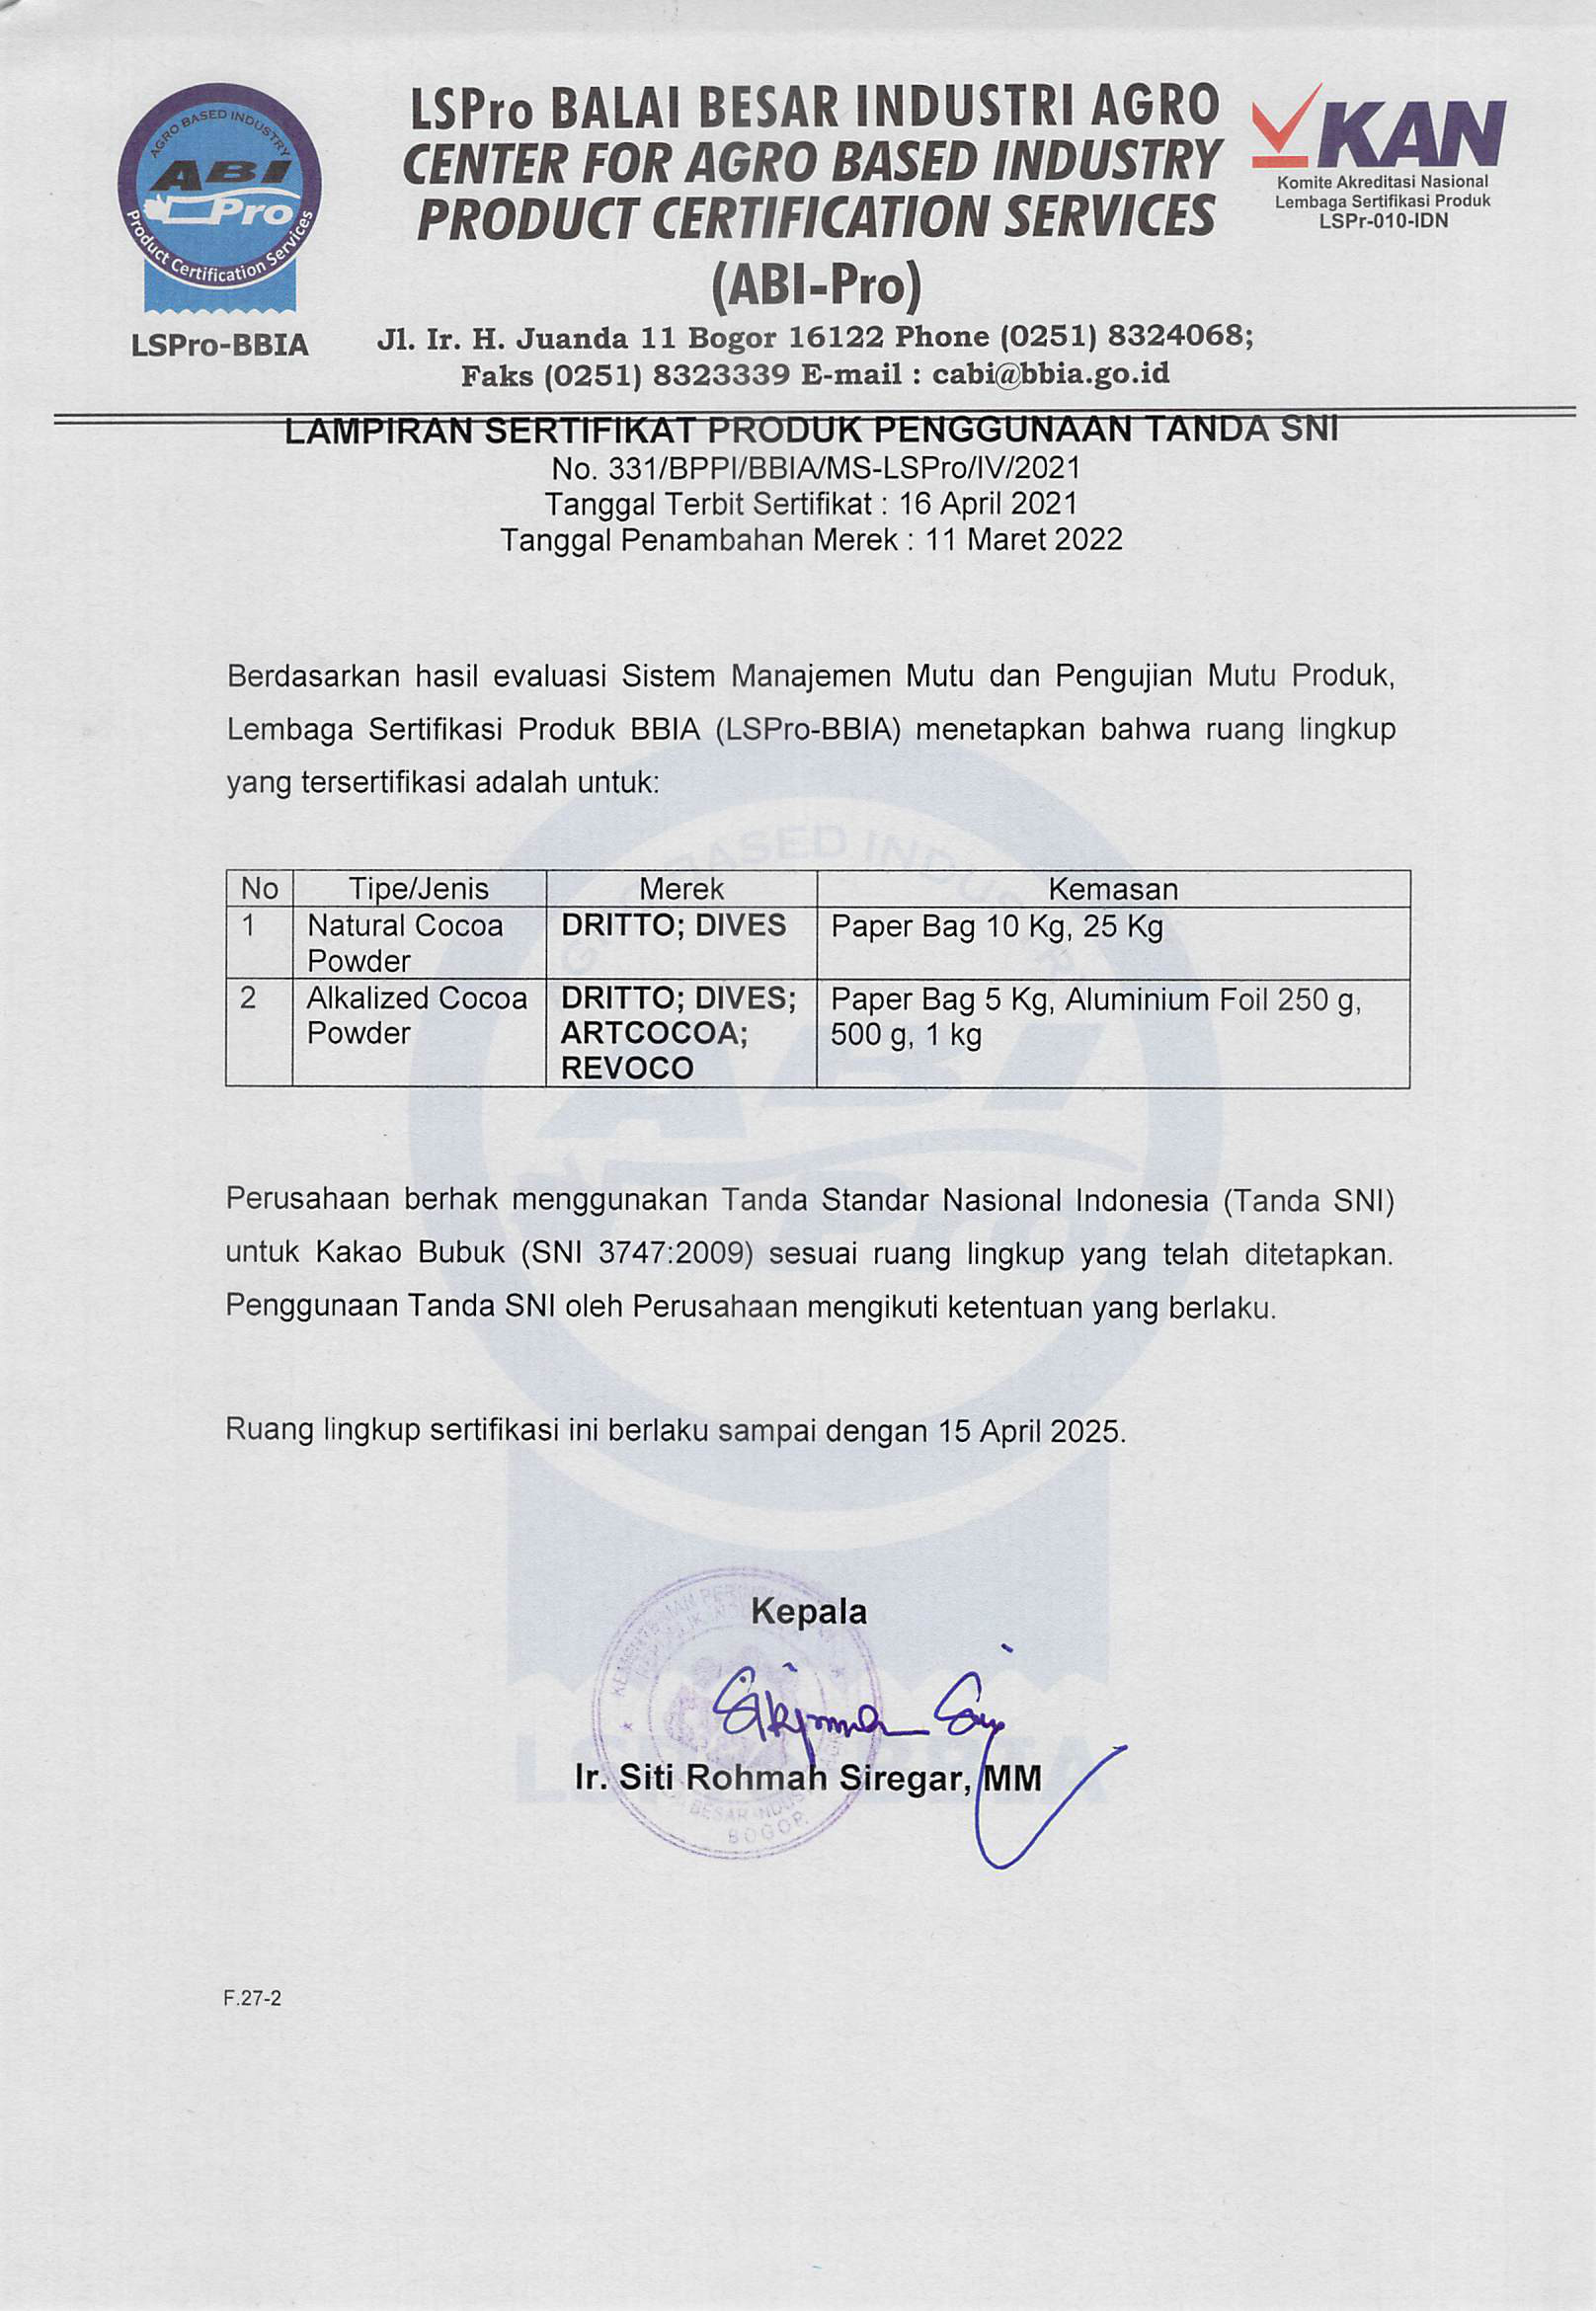 AGRO BASED INDUSTRY
ABI
Pro
Product Certification Services
LSPro-BBIA
LSPro BALAI BESAR INDUSTRI AGRO
CENTER FOR AGRO BASED INDUSTRY
PRODUCT CERTIFICATION SERVICES
(ABI-Pro)
Jl. Ir. H. Juanda 11 Bogor 16122 Phone (0251) 8324068;
Faks (0251) 8323339 E-mail : cabi@bbia.go.id
KAN
Komite Akreditasi Nasional
Lembaga Sertifikasi Produk
LSPr-010-IDN
LAMPIRAN SERTIFIKAT PRODUK PENGGUNAAN TANDA SNI
No. 331/BPPI/BBIA/MS-LSPro/IV/2021
Tanggal Terbit Sertifikat : 16 April 2021
Tanggal Penambahan Merek : 11 Maret 2022
Berdasarkan hasil evaluasi Sistem Manajemen Mutu dan Pengujian Mutu Produk,
Lembaga Sertifikasi Produk BBIA (LSPro-BBIA) menetapkan bahwa ruang lingkup
yang tersertifikasi adalah untuk:
No Tipe/Jenis Merek Kemasan
1 Natural Cocoa DRITTO; DIVES Paper Bag 10 Kg, 25 Kg
Powder
2 Alkalized Cocoa DRITTO; DIVES; Paper Bag 5 Kg, Aluminium Foil 250 g,
Powder ARTCOCOA; 500 g, 1 kg
REVOCO
Perusahaan berhak menggunakan Tanda Standar Nasional Indonesia (Tanda SNI)
untuk Kakao Bubuk (SNI 3747:2009) sesuai ruang lingkup yang telah ditetapkan.
Penggunaan Tanda SNI oleh Perusahaan mengikuti ketentuan yang berlaku.
Ruang lingkup sertifikasi ini berlaku sampai dengan 15 April 2025.
Kepala
Ir. Siti Rohmah Siregar, MM
BESAR INDUS
BOGOR
F.27-2